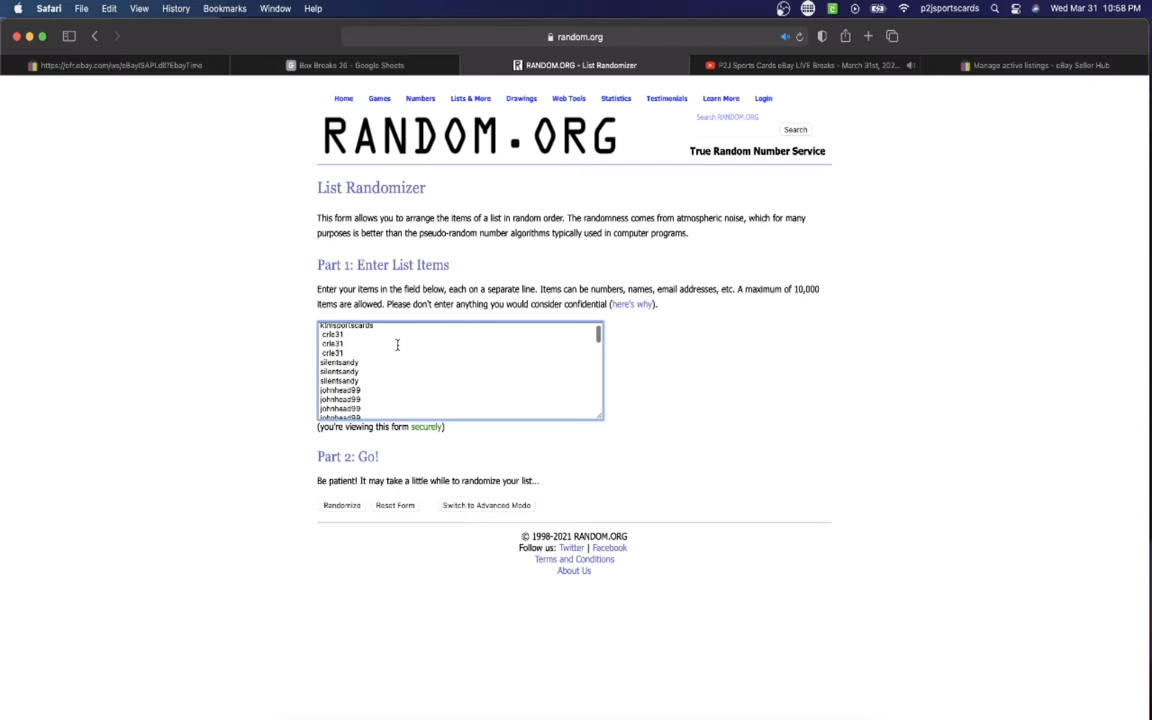 Safari File Edit View History Bookmarks Window Help p2jsportscards Wed Mar 31 10:58 PM
random.org
https://ofr.ebay.com/ws/eBayISAPI.dll?EbayTime Box Breaks 26 - Google Sheets RANDOM.ORG - List Randomizer P2J Sports Cards eBay LIVE Breaks - March 31st, 202... Manage active listings - eBay Seller Hub
Home Games Numbers Lists & More Drawings Web Tools Statistics Testimonials Learn More Login
Search RANDOM.ORG
RANDOM.ORG
Search
True Random Number Service
List Randomizer
This form allows you to arrange the items of a list in random order. The randomness comes from atmospheric noise, which for many
purposes is better than the pseudo-random number algorithms typically used in computer programs.
Part 1: Enter List Items
Enter your items in the field below, each on a separate line. Items can be numbers, names, email addresses, etc. A maximum of 10,000
items are allowed. Please don't enter anything you would consider confidential (here's why).
ktmsportscards
crle31
crle31
crle31
silentsandy
silentsandy
silentsandy
johnhead99
johnhead99
johnhead99
johnhead99
(you're viewing this form securely)
Part 2: Go!
Be patient! It may take a little while to randomize your list...
Randomize Reset Form Switch to Advanced Mode
© 1998-2021 RANDOM.ORG
Follow us: Twitter | Facebook
Terms and Conditions
About Us